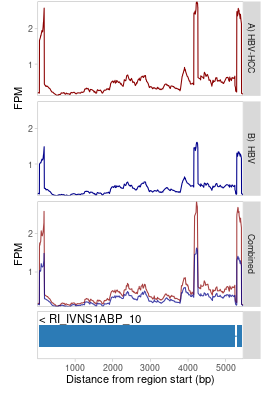 2
1
FPM
A) HBV-HCC
2
1
B) HBV
2
1
FPM
Combined
< RI_IVNS1ABP_10
1000 2000 3000 4000 5000
Distance from region start (bp)